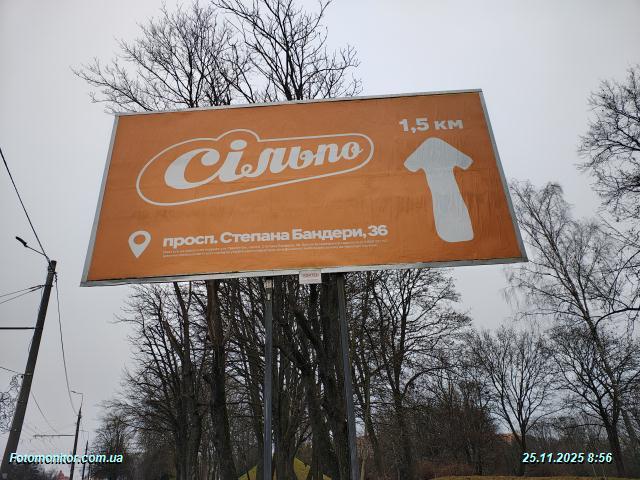 1,5 км
Сільпо
просп. Степана Бандери, 36
Fotomonitor.com.ua
25.11.2025 8:56